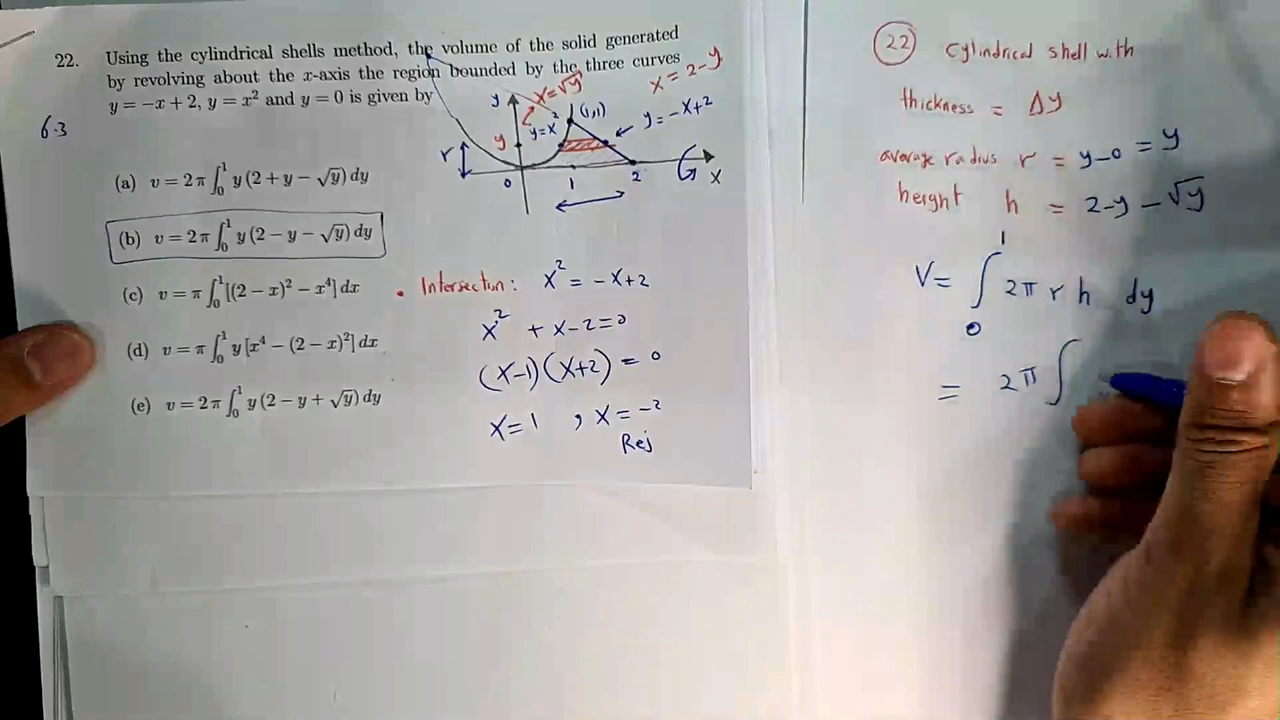 22. Using the cylindrical shells method, the volume of the solid generated
by revolving about the x-axis the region bounded by the three curves
y = −x + 2, y = x² and y = 0 is given by
6.3
(a) v = 2π ∫₀¹ y (2 + y − √y) dy
(b) v = 2π ∫₀¹ y (2 − y − √y) dy
(c) v = π ∫₀¹ [(2 − x)² − x⁴] dx
(d) v = π ∫₀¹ y [x⁴ − (2 − x)²] dx
(e) v = 2π ∫₀¹ y (2 − y + √y) dy
x = √y
x = 2-y
y
y=x²
(1,1)
y = -x+2
y
r
0
1
2
x
. Intersection: x² = -x+2
x² + x-2=0
(x-1)(x+2) = 0
x=1 , x = -2
Rej
22 Cylindrical shell with
thickness = Δy
average radius r = y-0 = y
height h = 2-y-√y
V= ∫₀¹ 2π r h dy
= 2π ∫